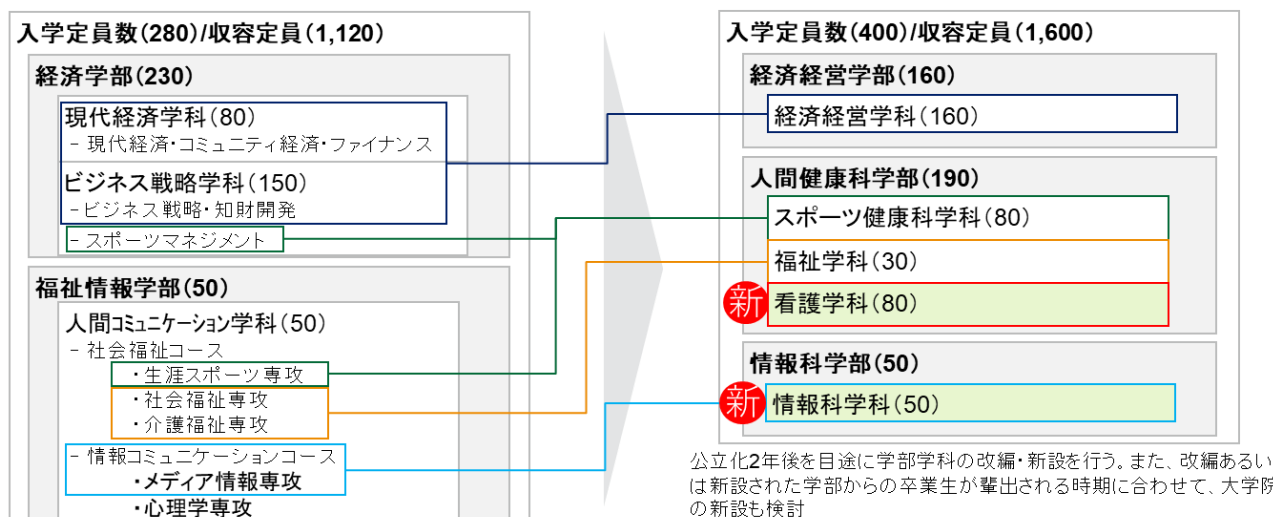 入学定員数(280)/収容定員(1,120)
経済学部(230)
現代経済学科(80)
- 現代経済・コミュニティ経済・ファイナンス
ビジネス戦略学科(150)
-ビジネス戦略・知財開発
- スポーツマネジメント
福祉情報学部(50)
人間コミュニケーション学科(50)
- 社会福祉コース
・生涯スポーツ専攻
・社会福祉専攻
・介護福祉専攻
- 情報コミュニケーションコース
・メディア情報専攻
・心理学専攻
入学定員数(400)/収容定員(1,600)
経済経営学部(160)
経済経営学科(160)
人間健康科学部(190)
スポーツ健康科学科(80)
福祉学科(30)
新 看護学科(80)
情報科学部(50)
新 情報科学科(50)
公立化2年後を目途に学部学科の改編・新設を行う。また、改編あるい
は新設された学部からの卒業生が輩出される時期に合わせて、大学院
の新設も検討